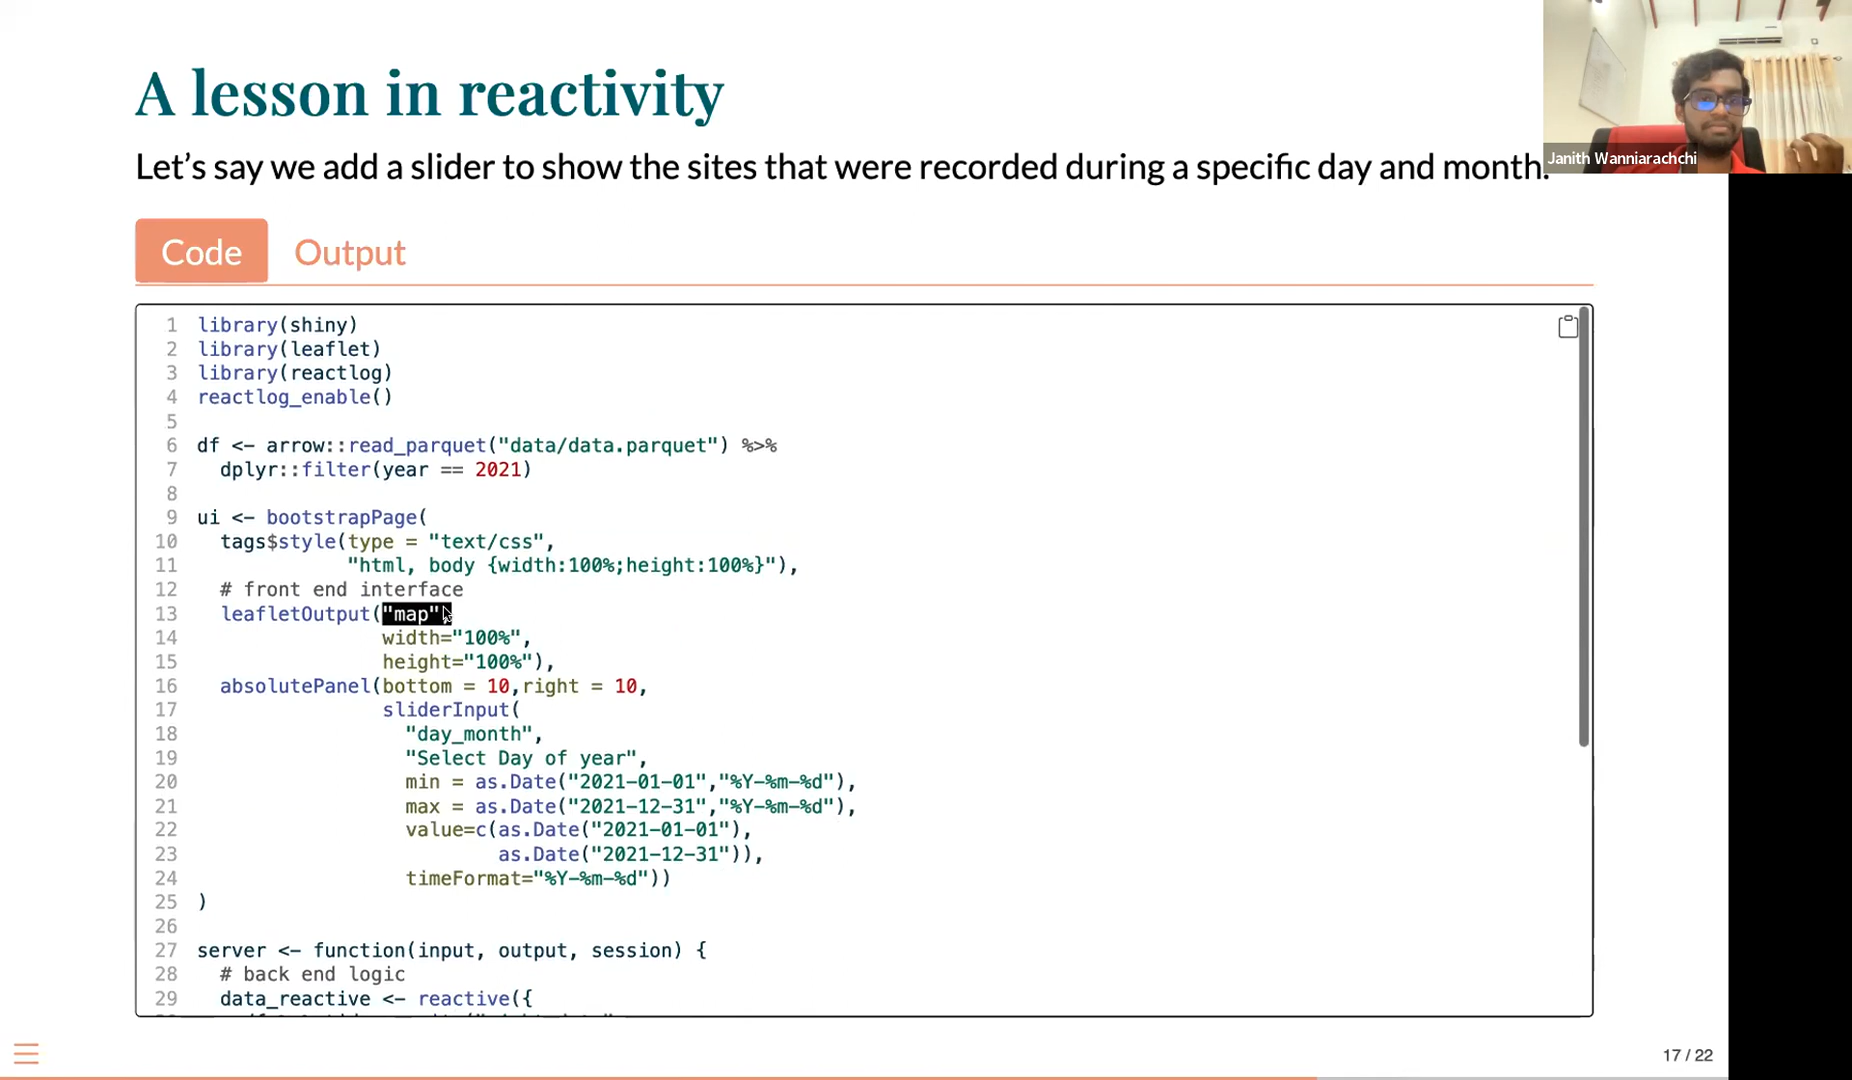 A lesson in reactivity
Let's say we add a slider to show the sites that were recorded during a specific day and month.
Janith Wanniarachchi
Code
Output
1 library(shiny)
2 library(leaflet)
3 library(reactlog)
4 reactlog_enable()
5
6 df <- arrow::read_parquet("data/data.parquet") %>%
7 dplyr::filter(year == 2021)
8
9 ui <- bootstrapPage(
10 tags$style(type = "text/css",
11 "html, body {width:100%;height:100%}"),
12 # front end interface
13 leafletOutput("map",
14 width="100%",
15 height="100%"),
16 absolutePanel(bottom = 10,right = 10,
17 sliderInput(
18 "day_month",
19 "Select Day of year",
20 min = as.Date("2021-01-01","%Y-%m-%d"),
21 max = as.Date("2021-12-31","%Y-%m-%d"),
22 value=c(as.Date("2021-01-01"),
23 as.Date("2021-12-31")),
24 timeFormat="%Y-%m-%d"))
25 )
26
27 server <- function(input, output, session) {
28 # back end logic
29 data_reactive <- reactive({
17 / 22